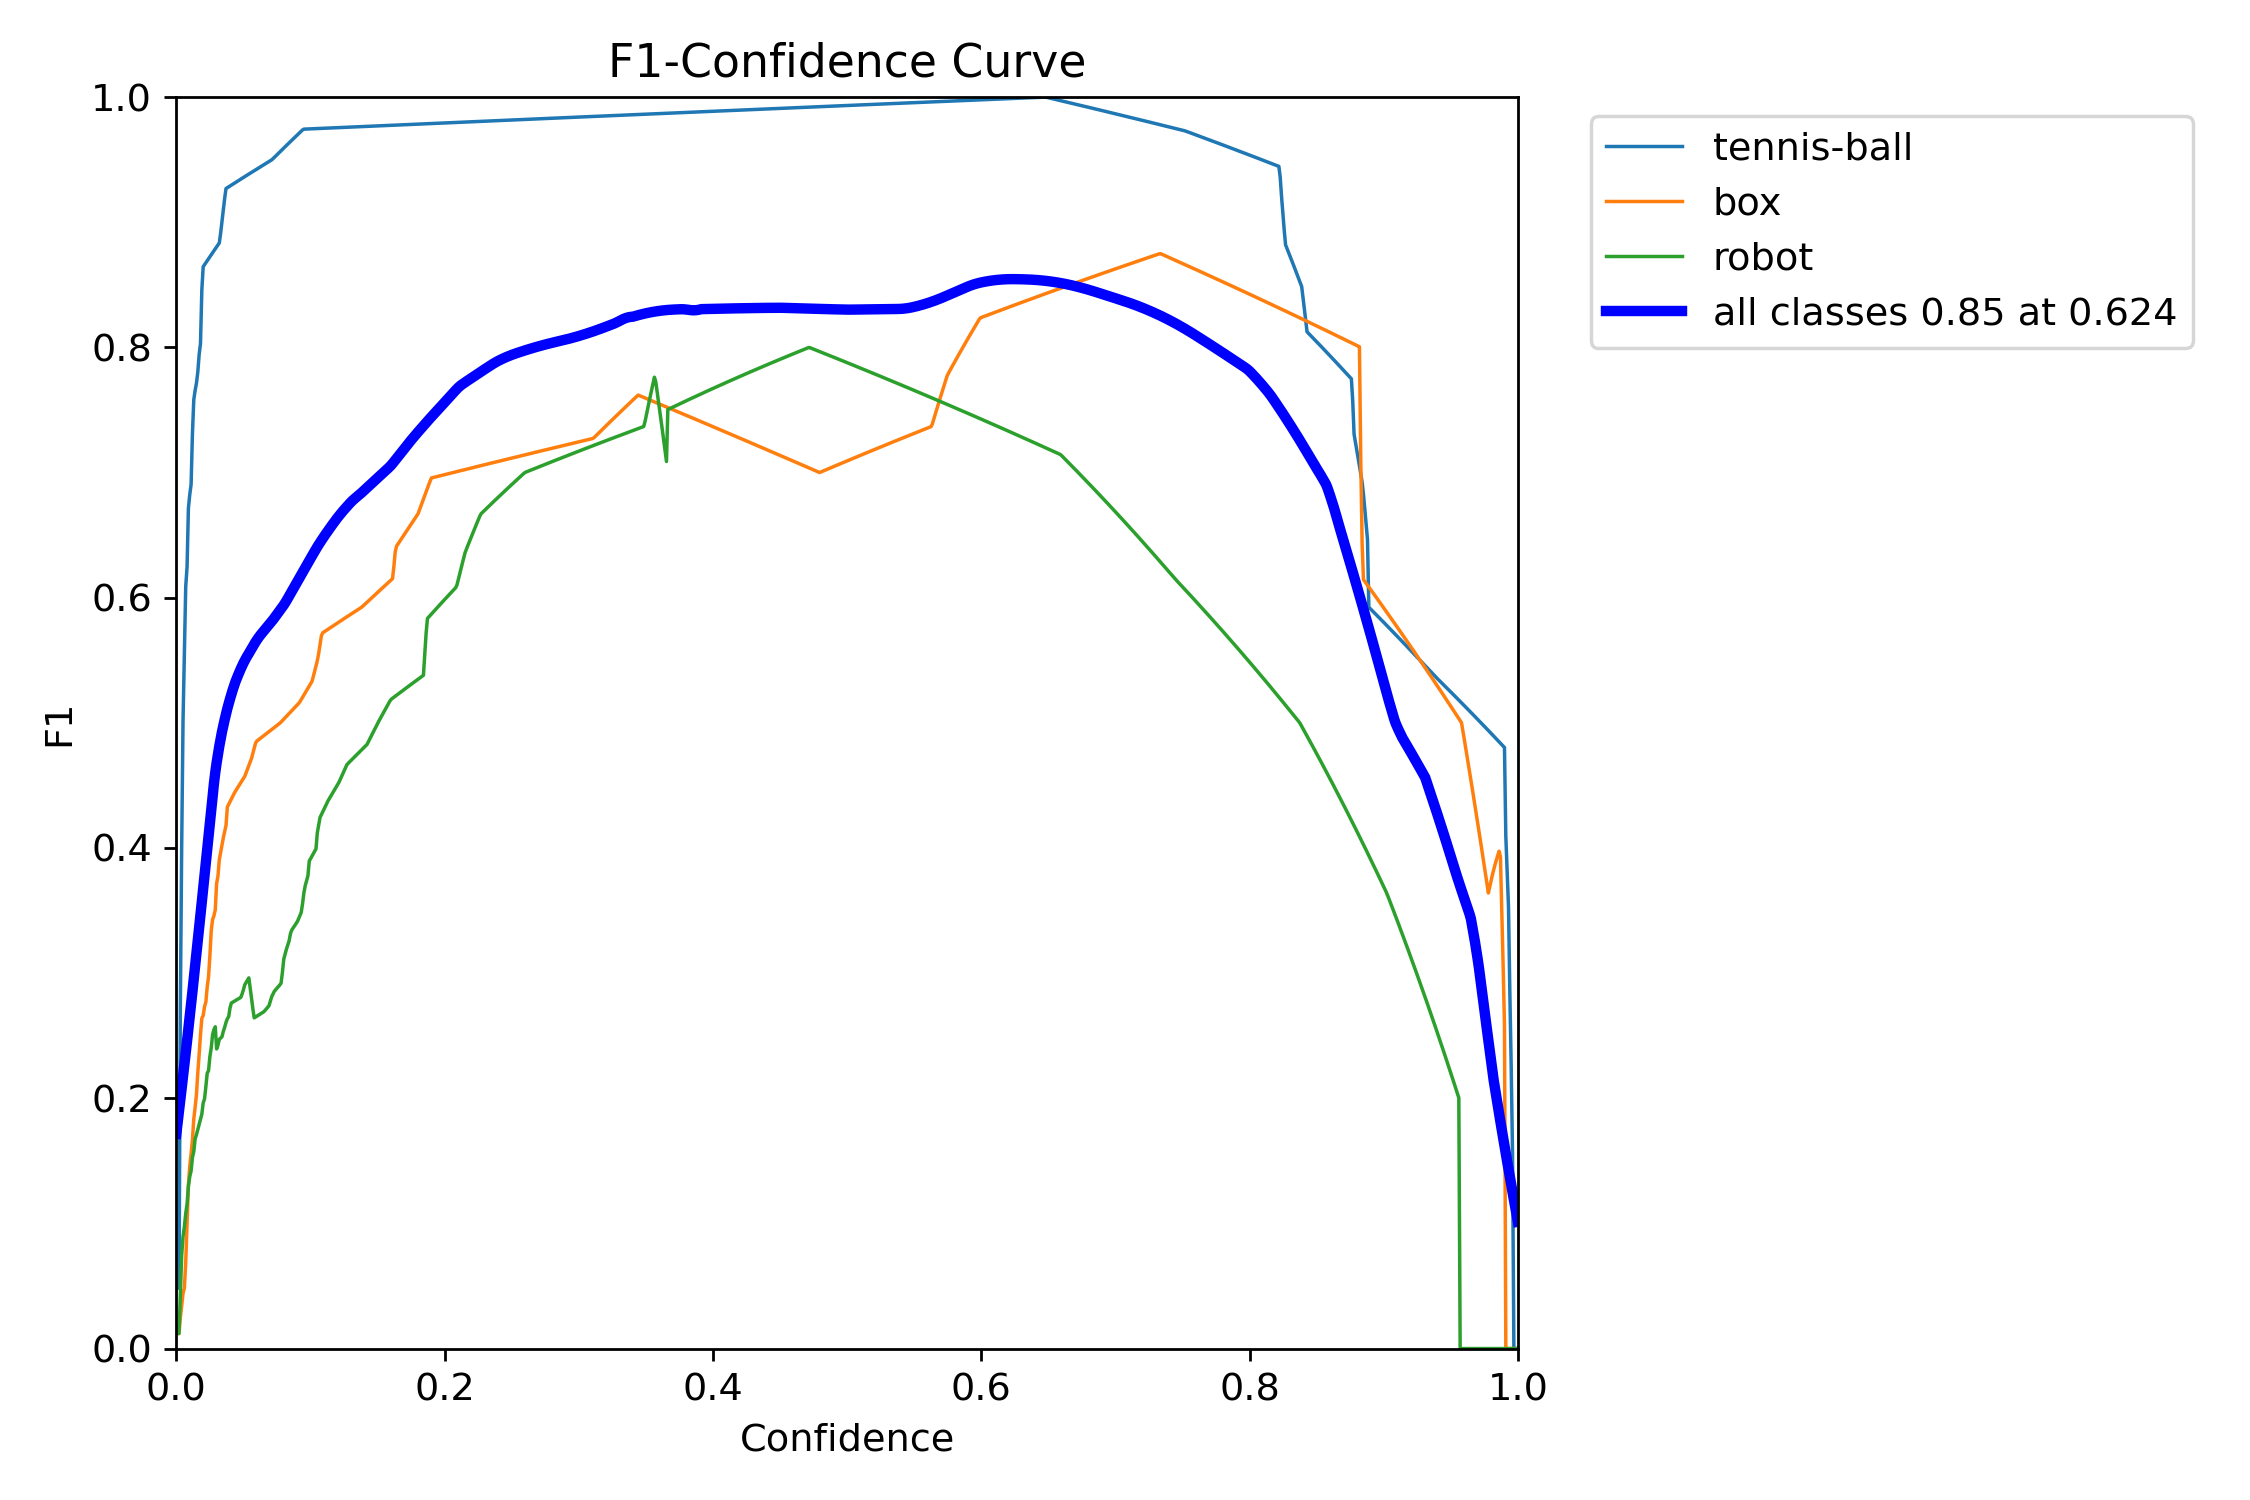 F1-Confidence Curve
tennis-ball
box
robot
all classes 0.85 at 0.624
1.0
0.8
0.6
0.4
0.2
0.0
F1
0.0 0.2 0.4 0.6 0.8 1.0
Confidence